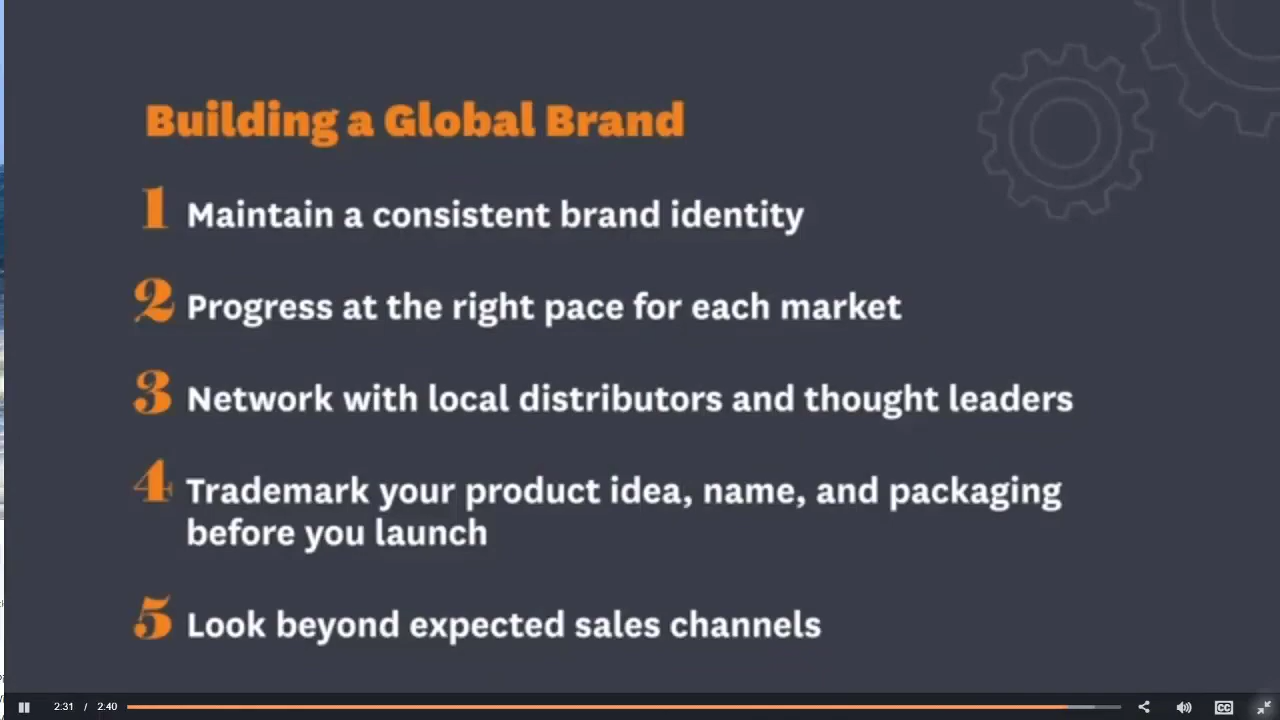 Building a Global Brand
1 Maintain a consistent brand identity
2 Progress at the right pace for each market
3 Network with local distributors and thought leaders
4 Trademark your product idea, name, and packaging
before you launch
5 Look beyond expected sales channels
2:31 / 2:40
CC